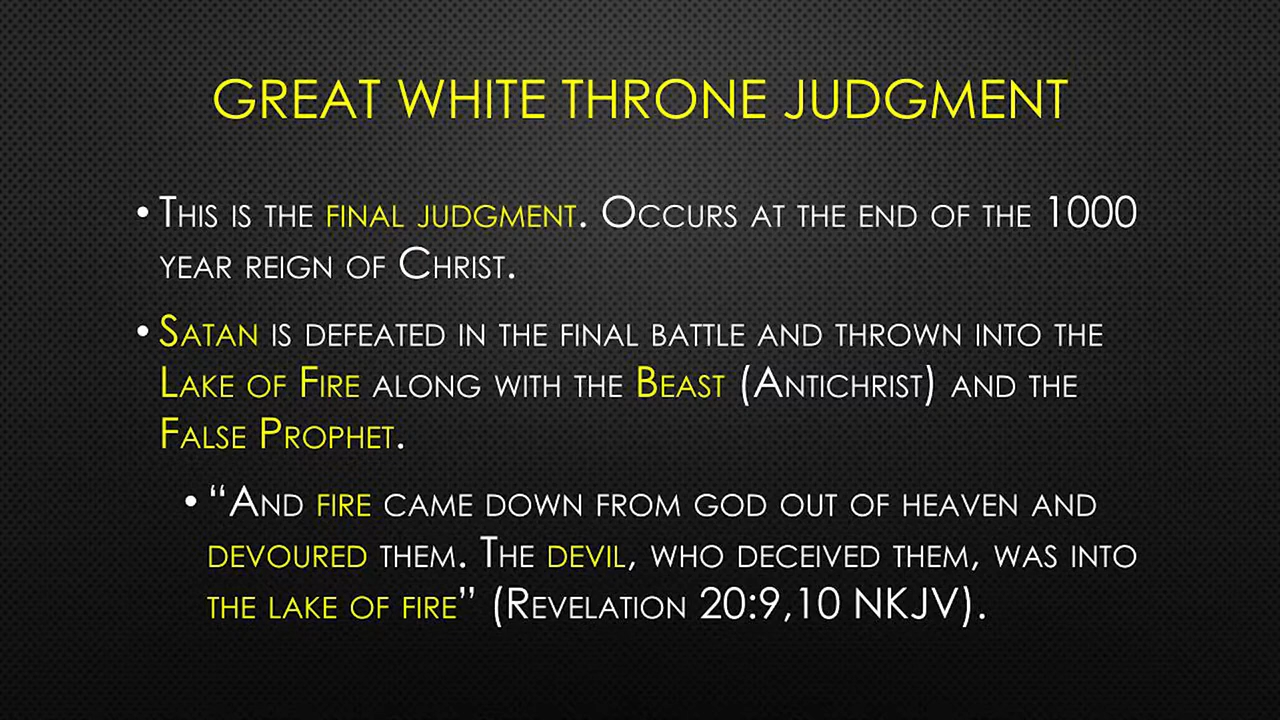 GREAT WHITE THRONE JUDGMENT
• This is the final judgment. Occurs at the end of the 1000
year reign of Christ.
• Satan is defeated in the final battle and thrown into the
Lake of Fire along with the Beast (Antichrist) and the
False Prophet.
• “And fire came down from god out of heaven and
devoured them. The devil, who deceived them, was into
the lake of fire” (Revelation 20:9,10 NKJV).